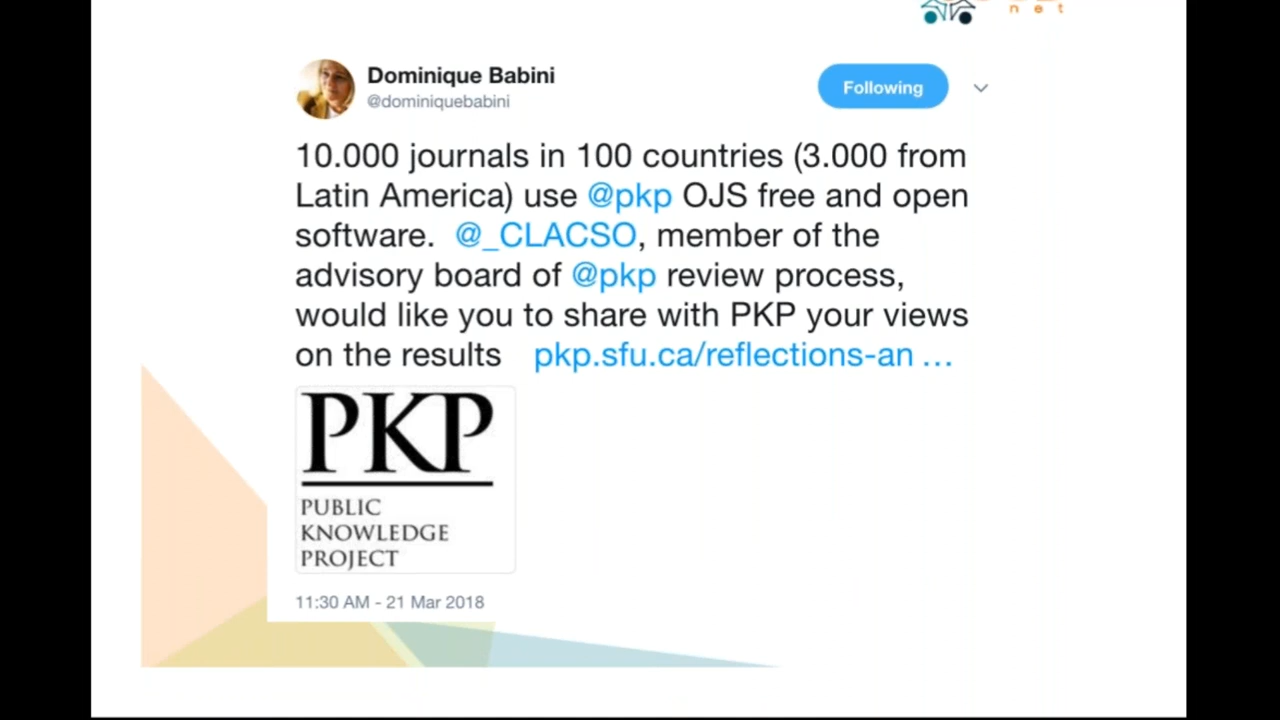 n e t
Dominique Babini
@dominiquebabini
Following
10.000 journals in 100 countries (3.000 from
Latin America) use @pkp OJS free and open
software. @_CLACSO, member of the
advisory board of @pkp review process,
would like you to share with PKP your views
on the results pkp.sfu.ca/reflections-an ...
PKP
PUBLIC
KNOWLEDGE
PROJECT
11:30 AM - 21 Mar 2018